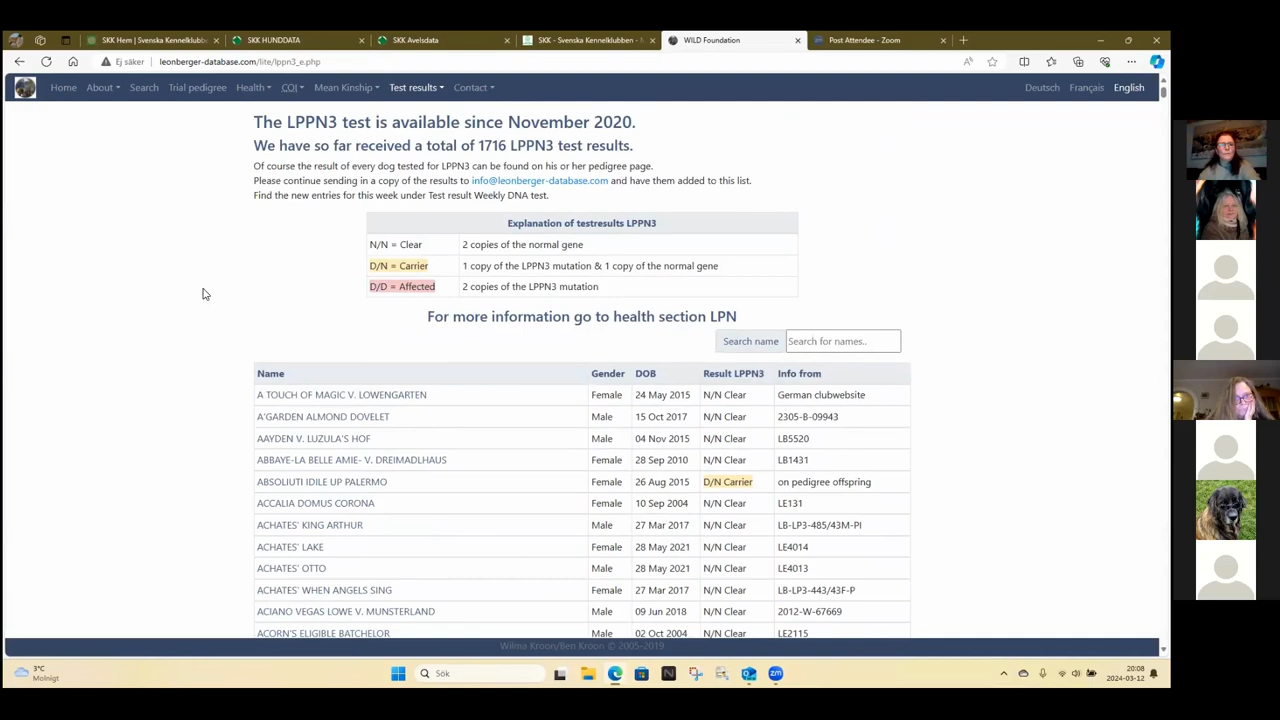 SKK Hem | Svenska Kennelklubbe
SKK HUNDDATA
SKK Avelsdata
SKK - Svenska Kennelklubben -
WILD Foundation
Post Attendee - Zoom
Ej säker
leonberger-database.com/lite/lppn3_e.php
Home
About
Search
Trial pedigree
Health
COI
Mean Kinship
Test results
Contact
Deutsch
Français
English
The LPPN3 test is available since November 2020.
We have so far received a total of 1716 LPPN3 test results.
Of course the result of every dog tested for LPPN3 can be found on his or her pedigree page.
Please continue sending in a copy of the results to info@leonberger-database.com and have them added to this list.
Find the new entries for this week under Test result Weekly DNA test.
Explanation of testresults LPPN3
N/N = Clear 2 copies of the normal gene
D/N = Carrier 1 copy of the LPPN3 mutation & 1 copy of the normal gene
D/D = Affected 2 copies of the LPPN3 mutation
For more information go to health section LPN
Search name Search for names..
Name Gender DOB Result LPPN3 Info from
A TOUCH OF MAGIC V. LOWENGARTEN Female 24 May 2015 N/N Clear German clubwebsite
A'GARDEN ALMOND DOVELET Male 15 Oct 2017 N/N Clear 2305-B-09943
AAYDEN V. LUZULA'S HOF Male 04 Nov 2015 N/N Clear LB5520
ABBAYE-LA BELLE AMIE- V. DREIMADLHAUS Female 28 Sep 2010 N/N Clear LB1431
ABSOLIUTI IDILE UP PALERMO Female 26 Aug 2015 D/N Carrier on pedigree offspring
ACCALIA DOMUS CORONA Female 10 Sep 2004 N/N Clear LE131
ACHATES' KING ARTHUR Male 27 Mar 2017 N/N Clear LB-LP3-485/43M-PI
ACHATES' LAKE Female 28 May 2021 N/N Clear LE4014
ACHATES' OTTO Male 28 May 2021 N/N Clear LE4013
ACHATES' WHEN ANGELS SING Female 27 Mar 2017 N/N Clear LB-LP3-443/43F-P
ACIANO VEGAS LOWE V. MUNSTERLAND Male 09 Jun 2018 N/N Clear 2012-W-67669
ACORN'S ELIGIBLE BATCHELOR Male 02 Oct 2004 N/N Clear LE2115
Wilma Kroon/Ben Kroon © 2005-2019
3°C
Molnigt
Sök
20:08
2024-03-12